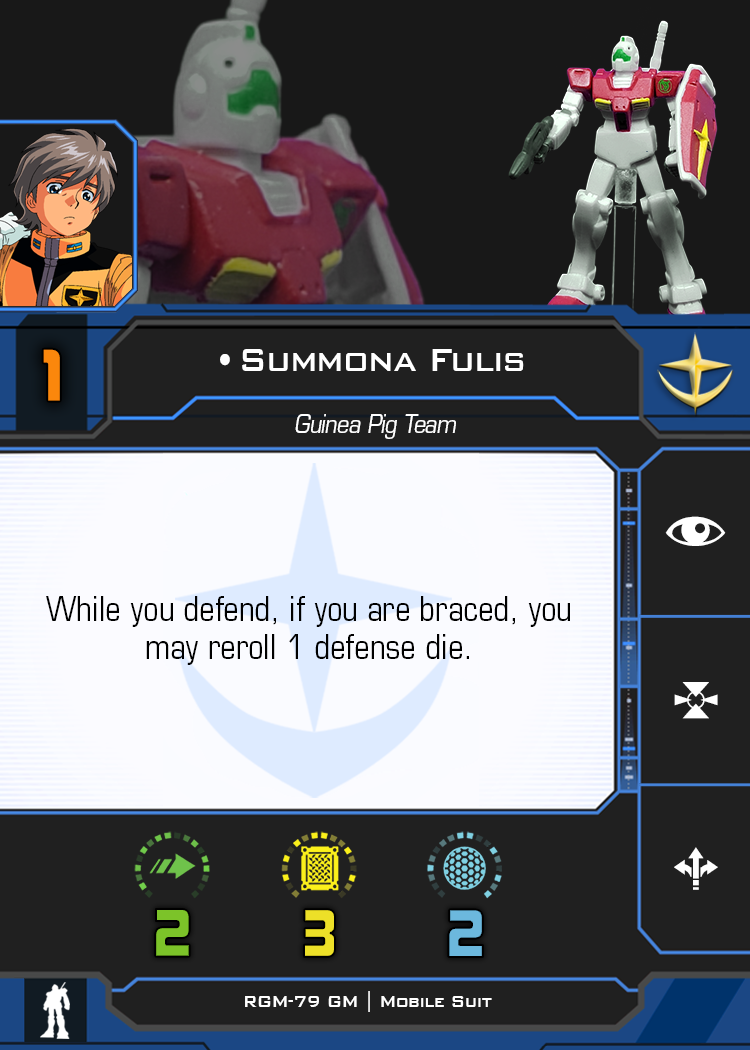 1
• Summona Fulis
Guinea Pig Team
While you defend, if you are braced, you
may reroll 1 defense die.
2 3 2
RGM-79 GM | Mobile Suit